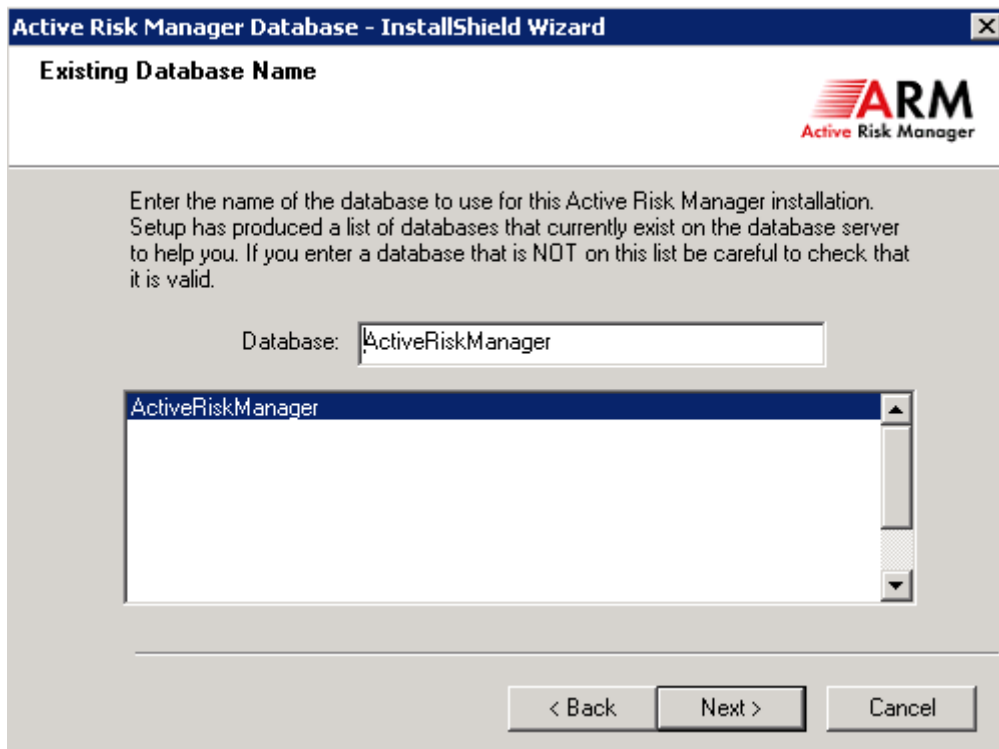 Active Risk Manager Database - InstallShield Wizard
Existing Database Name
ARM
Active Risk Manager
Enter the name of the database to use for this Active Risk Manager installation.
Setup has produced a list of databases that currently exist on the database server
to help you. If you enter a database that is NOT on this list be careful to check that
it is valid.
Database: ActiveRiskManager
ActiveRiskManager
< Back Next > Cancel